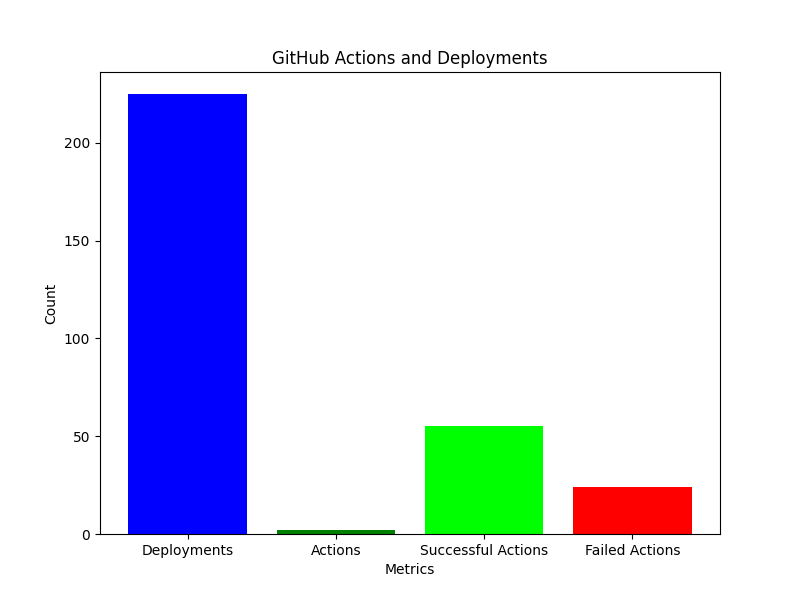 GitHub Actions and Deployments
200
150
100
50
0
Count
Deployments
Actions
Successful Actions
Failed Actions
Metrics